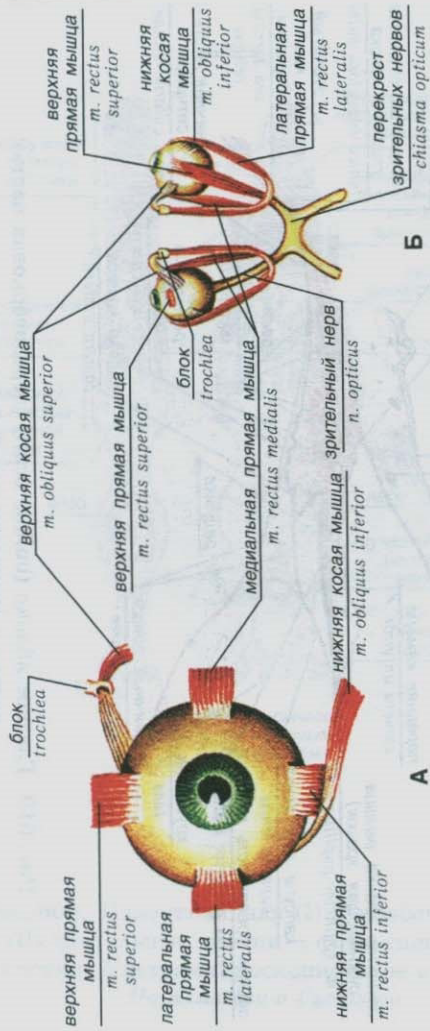 верхняя прямая
мышца
m. rectus
superior
латеральная
прямая
мышца
m. rectus
lateralis
нижняя прямая
мышца
m. rectus inferior
блок
trochlea
А
верхняя косая мышца
m. obliquus superior
верхняя прямая мышца
m. rectus superior
блок
trochlea
медиальная прямая мышца
m. rectus medialis
зрительный нерв
n. opticus
нижняя косая мышца
m. obliquus inferior
верхняя
прямая мышца
m. rectus
superior
нижняя
косая
мышца
m. obliquus
inferior
латеральная
прямая мышца
m. rectus
lateralis
перекрест
зрительных нервов
chiasma opticum
Б